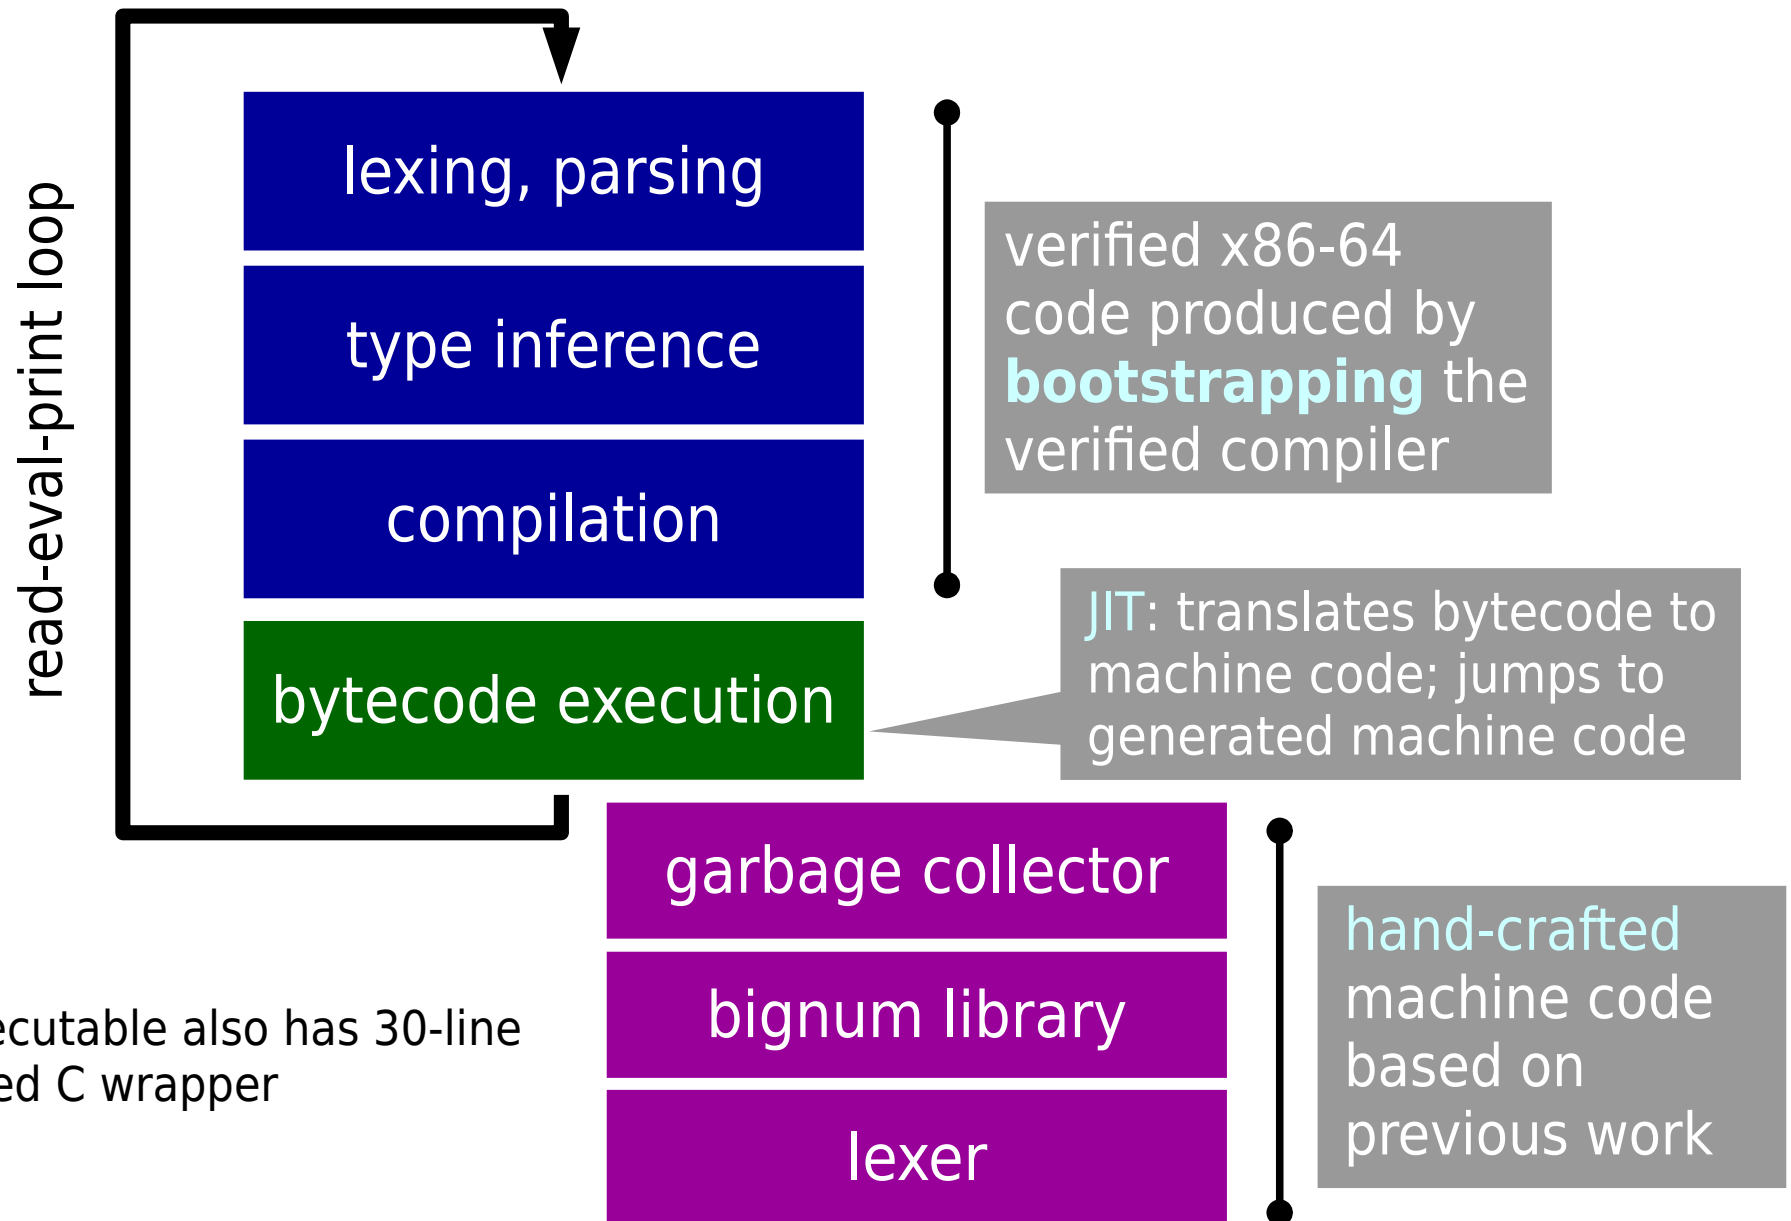 read-eval-print loop
lexing, parsing
type inference
compilation
bytecode execution
verified x86-64
code produced by
bootstrapping the
verified compiler
JIT: translates bytecode to
machine code; jumps to
generated machine code
garbage collector
bignum library
lexer
hand-crafted
machine code
based on
previous work
also has 30-line
C wrapper